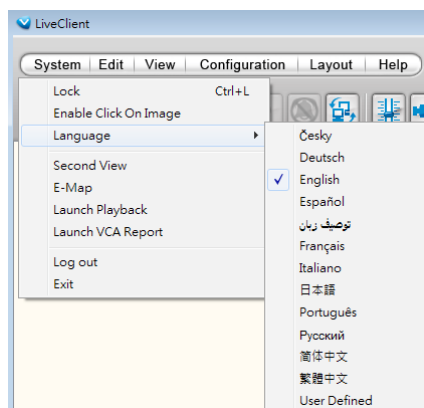 LiveClient
System Edit View Configuration Layout Help
Lock Ctrl+L
Enable Click On Image
Language
Second View
E-Map
Launch Playback
Launch VCA Report
Log out
Exit
Česky
Deutsch
English
Español
توصیف زبان
Français
Italiano
日本語
Português
Русский
简体中文
繁體中文
User Defined